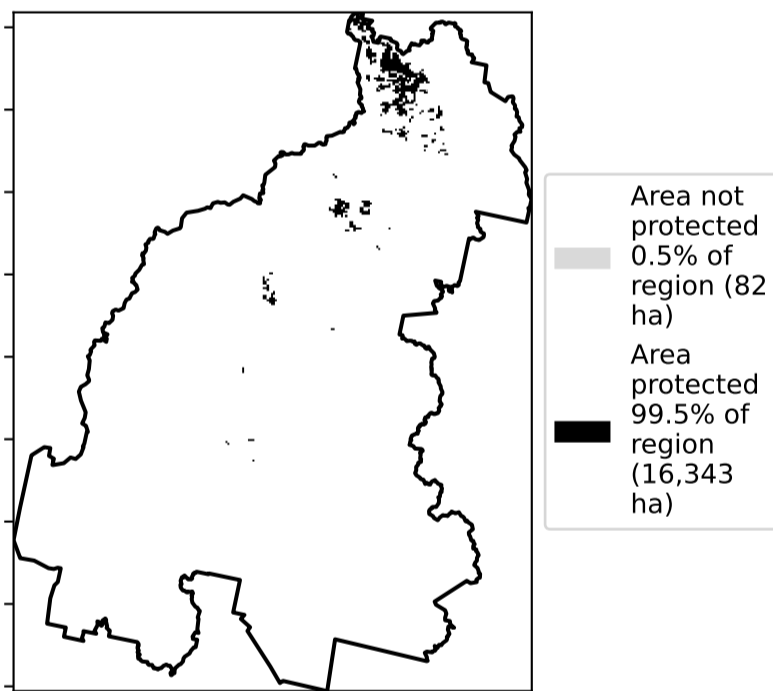 Area not
protected
0.5% of
region (82
ha)
Area
protected
99.5% of
region
(16,343
ha)